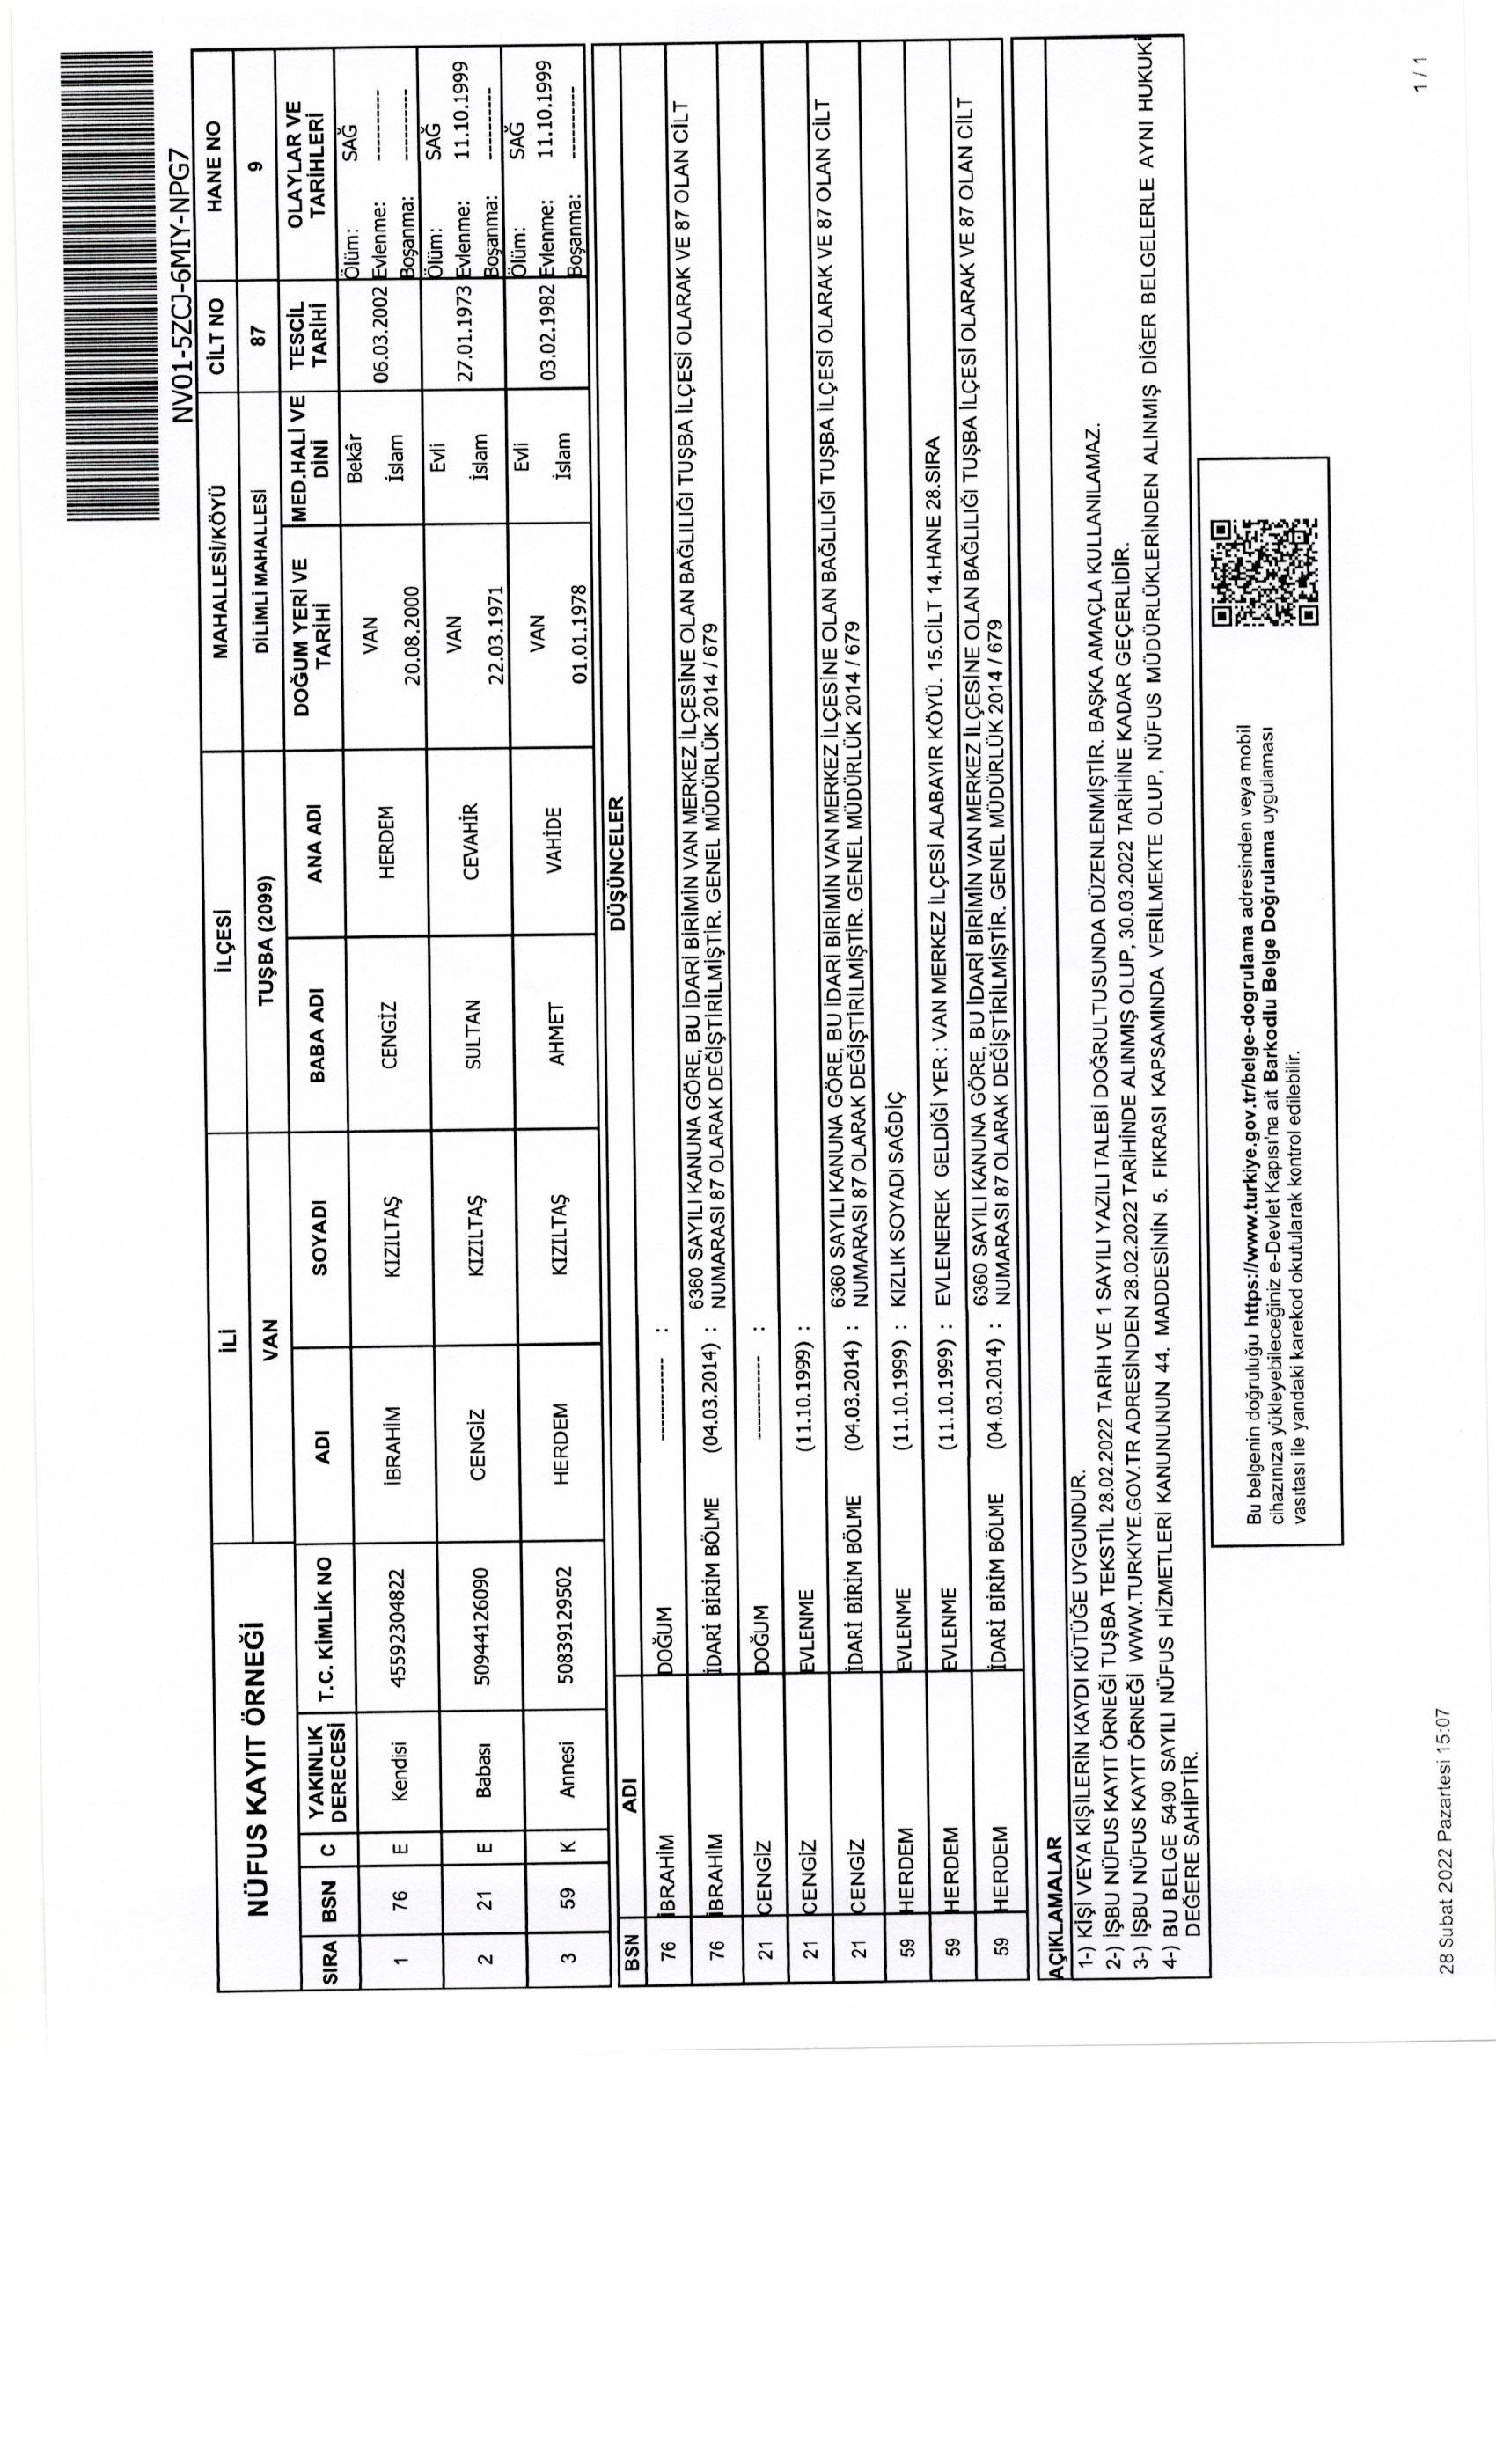 NV01-5ZCJ-6MIY-NPG7
NÜFUS KAYIT ÖRNEĞİ
İLİ İLÇESİ MAHALLESİ/KÖYÜ CİLT NO HANE NO
VAN TUŞBA (2099) DİLİMLİ MAHALLESİ 87 9
SIRA BSN C YAKINLIK DERECESİ T.C. KİMLİK NO ADI SOYADI BABA ADI ANA ADI DOĞUM YERİ VE TARİHİ MED.HALİ VE DİNİ TESCİL TARİHİ OLAYLAR VE TARİHLERİ
1 76 E Kendisi 45592304822 İBRAHİM KIZILTAŞ CENGİZ HERDEM VAN 20.08.2000 Bekâr İslam 06.03.2002 Ölüm: SAĞ Evlenme: ---------- Boşanma: ----------
2 21 E Babası 50944126090 CENGİZ KIZILTAŞ SULTAN CEVAHİR VAN 22.03.1971 Evli İslam 27.01.1973 Ölüm: SAĞ Evlenme: 11.10.1999 Boşanma: ----------
3 59 K Annesi 50839129502 HERDEM KIZILTAŞ AHMET VAHİDE VAN 01.01.1978 Evli İslam 03.02.1982 Ölüm: SAĞ Evlenme: 11.10.1999 Boşanma: ----------
BSN ADI DÜŞÜNCELER
76 İBRAHİM DOĞUM ----------- :
76 İBRAHİM İDARİ BİRİM BÖLME (04.03.2014) : 6360 SAYILI KANUNA GÖRE, BU İDARİ BİRİMİN VAN MERKEZ İLÇESİNE OLAN BAĞLILIĞI TUŞBA İLÇESİ OLARAK VE 87 OLAN CİLT
NUMARASI 87 OLARAK DEĞİŞTİRİLMİŞTİR. GENEL MÜDÜRLÜK 2014 / 679
21 CENGİZ DOĞUM ----------- :
21 CENGİZ EVLENME (11.10.1999) :
21 CENGİZ İDARİ BİRİM BÖLME (04.03.2014) : 6360 SAYILI KANUNA GÖRE, BU İDARİ BİRİMİN VAN MERKEZ İLÇESİNE OLAN BAĞLILIĞI TUŞBA İLÇESİ OLARAK VE 87 OLAN CİLT
NUMARASI 87 OLARAK DEĞİŞTİRİLMİŞTİR. GENEL MÜDÜRLÜK 2014 / 679
59 HERDEM EVLENME (11.10.1999) : KIZLIK SOYADI SAĞDİÇ
59 HERDEM EVLENME (11.10.1999) : EVLENEREK GELDİĞİ YER : VAN MERKEZ İLÇESİ ALABAYIR KÖYÜ. 15.CİLT 14.HANE 28.SIRA
59 HERDEM İDARİ BİRİM BÖLME (04.03.2014) : 6360 SAYILI KANUNA GÖRE, BU İDARİ BİRİMİN VAN MERKEZ İLÇESİNE OLAN BAĞLILIĞI TUŞBA İLÇESİ OLARAK VE 87 OLAN CİLT
NUMARASI 87 OLARAK DEĞİŞTİRİLMİŞTİR. GENEL MÜDÜRLÜK 2014 / 679
AÇIKLAMALAR
1-) KİŞİ VEYA KİŞİLERİN KAYDI KÜTÜĞE UYGUNDUR.
2-) İŞBU NÜFUS KAYIT ÖRNEĞİ TUŞBA TEKSTİL 28.02.2022 TARİH VE 1 SAYILI YAZILI TALEBİ DOĞRULTUSUNDA DÜZENLENMİŞTİR. BAŞKA AMAÇLA KULLANILAMAZ.
3-) İŞBU NÜFUS KAYIT ÖRNEĞİ WWW.TURKIYE.GOV.TR ADRESİNDEN 28.02.2022 TARİHİNDE ALINMIŞ OLUP, 30.03.2022 TARİHİNE KADAR GEÇERLİDİR.
4-) BU BELGE 5490 SAYILI NÜFUS HİZMETLERİ KANUNUNUN 44. MADDESİNİN 5. FIKRASI KAPSAMINDA VERİLMEKTE OLUP, NÜFUS MÜDÜRLÜKLERİNDEN ALINMIŞ DİĞER BELGELERLE AYNI HUKUKİ
DEĞERE SAHİPTİR.
Bu belgenin doğruluğu https://www.turkiye.gov.tr/belge-dogrulama adresinden veya mobil
cihazınıza yükleyebileceğiniz e-Devlet Kapısı'na ait Barkodlu Belge Doğrulama uygulaması
vasıtası ile yandaki karekod okutularak kontrol edilebilir.
28 Subat 2022 Pazartesi 15:07
1 / 1